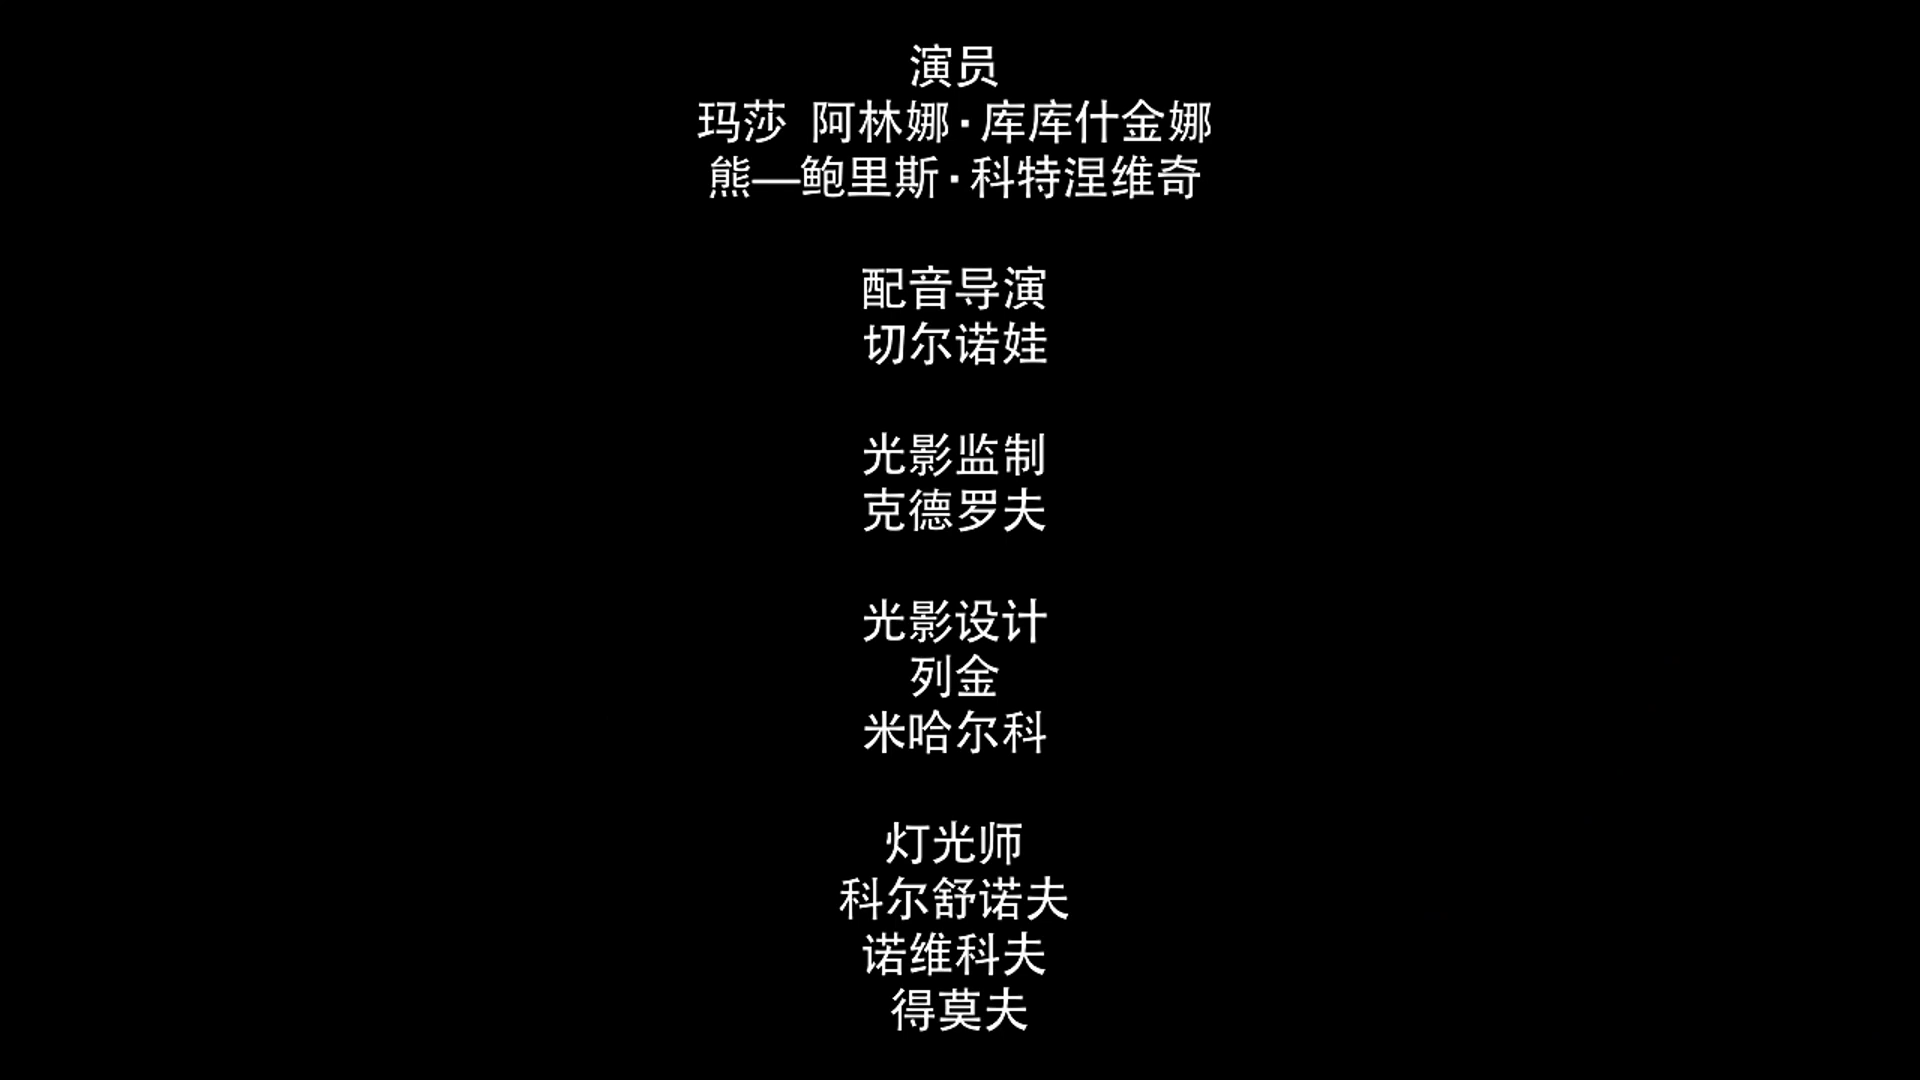 演员
玛莎 阿林娜·库库什金娜
熊—鲍里斯·科特涅维奇
配音导演
切尔诺娃
光影监制
克德罗夫
光影设计
列金
米哈尔科
灯光师
科尔舒诺夫
诺维科夫
得莫夫